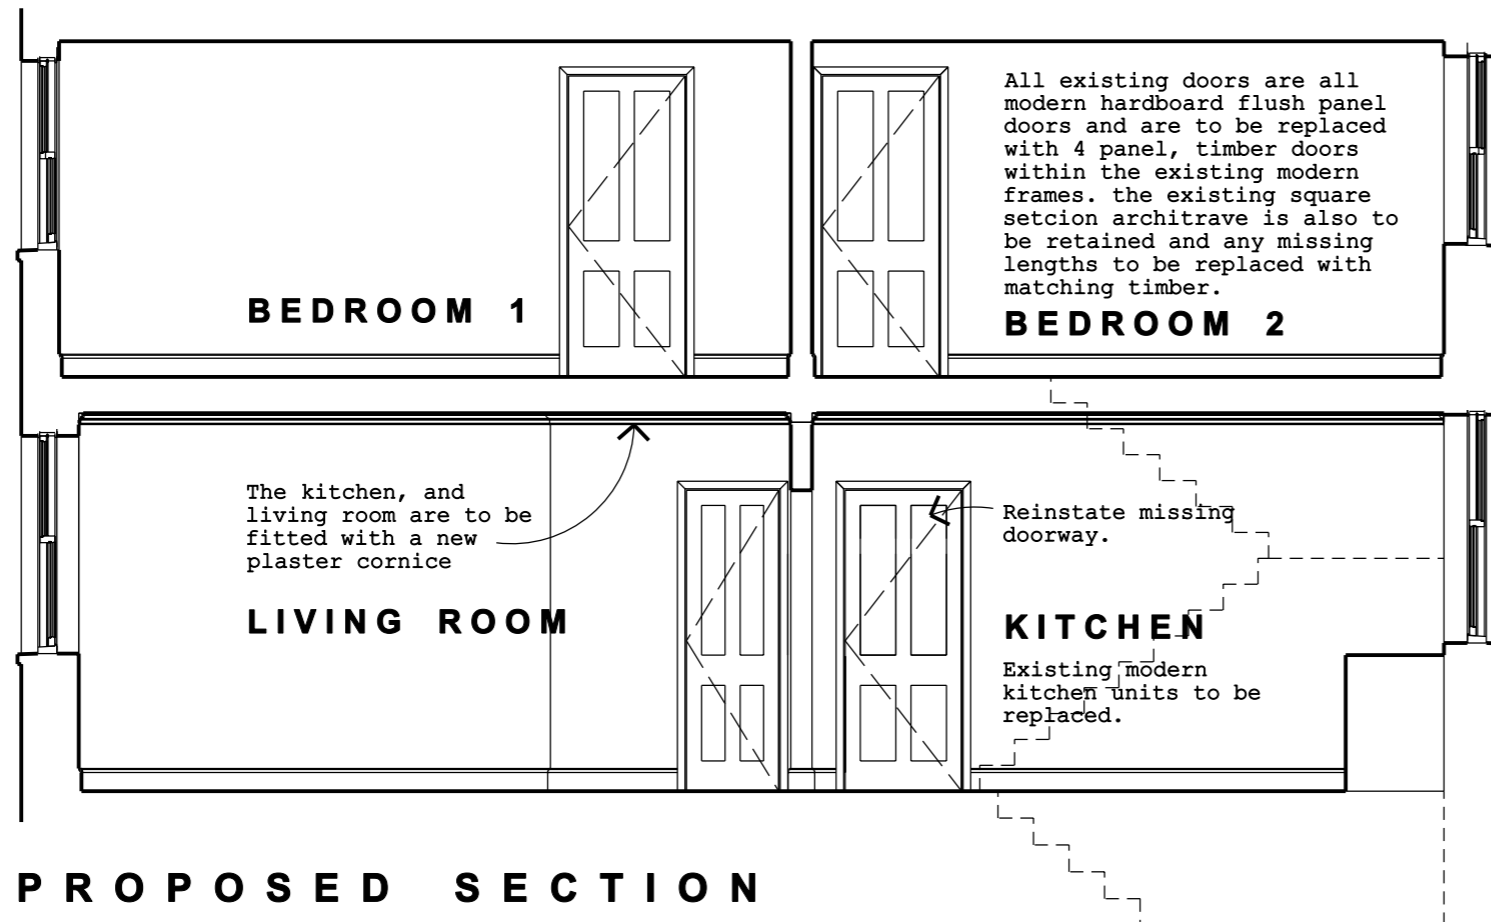 All existing doors are all
modern hardboard flush panel
doors and are to be replaced
with 4 panel, timber doors
within the existing modern
frames. the existing square
setcion architrave is also to
be retained and any missing
lengths to be replaced with
matching timber.
BEDROOM 1
BEDROOM 2
The kitchen, and
living room are to be
fitted with a new
plaster cornice
Reinstate missing
doorway.
LIVING ROOM
KITCHEN
Existing modern
kitchen units to be
replaced.
PROPOSED SECTION